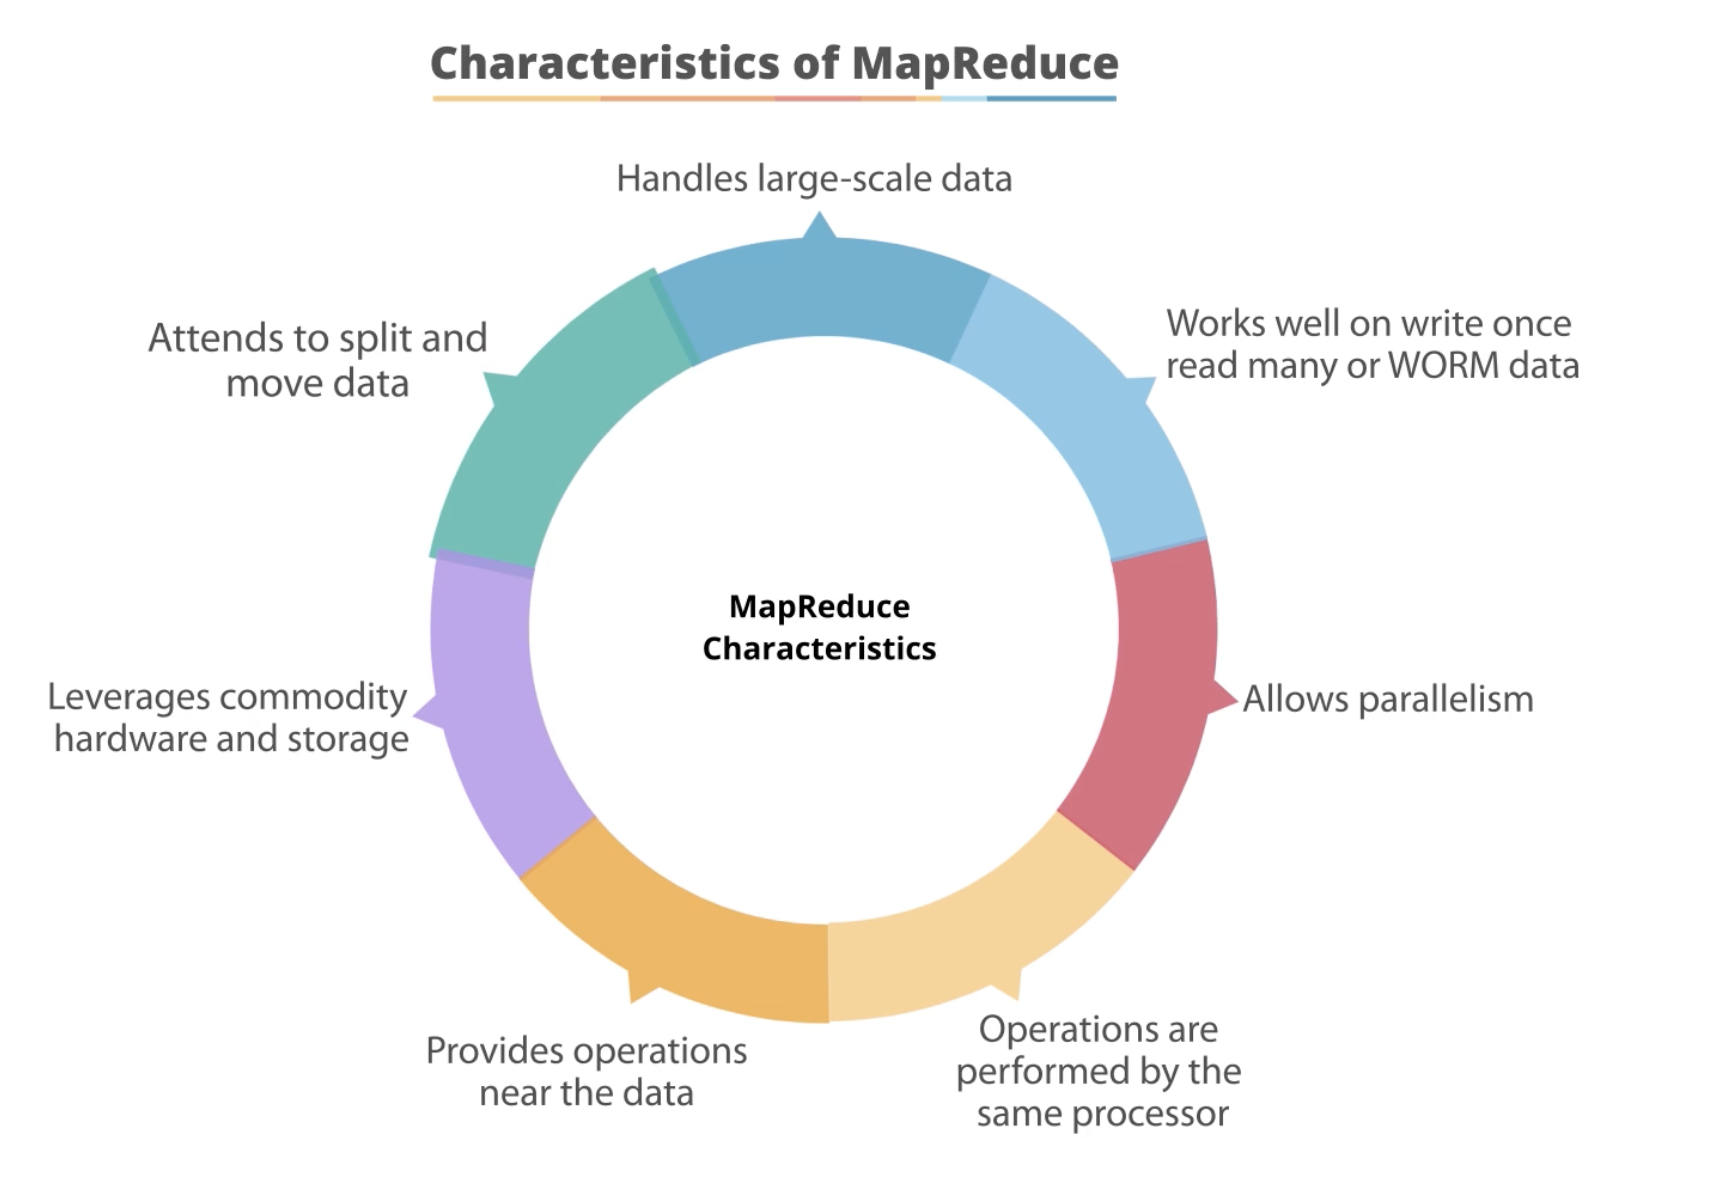 Characteristics of MapReduce
Handles large-scale data
Works well on write once
read many or WORM data
Allows parallelism
Operations are
performed by the
same processor
Provides operations
near the data
Leverages commodity
hardware and storage
Attends to split and
move data
MapReduce
Characteristics